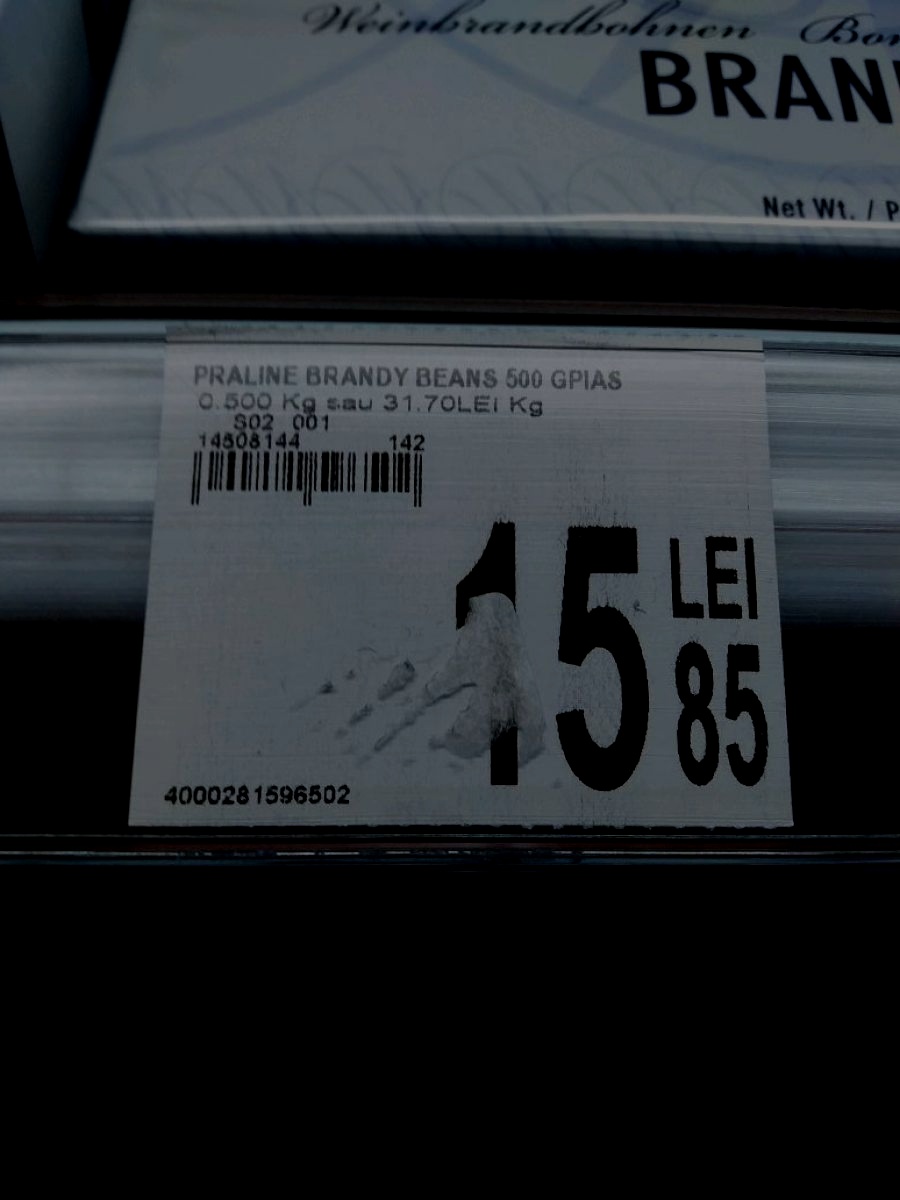 Weinbrandbohnen
BRAN
Net Wt. / P
PRALINE BRANDY BEANS 500 GPIAS
0.500 Kg sau 31.70LEi Kg
S02 001
14508144 142
15 LEI 85
4000281596502